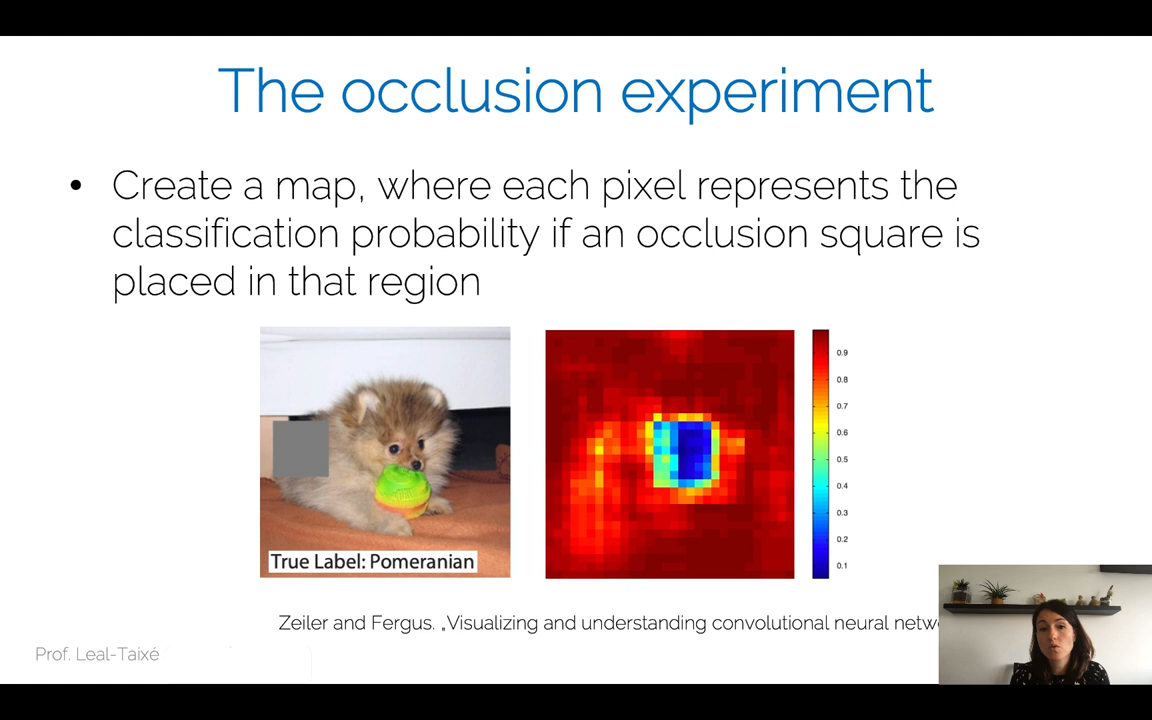 The occlusion experiment
• Create a map, where each pixel represents the
classification probability if an occlusion square is
placed in that region
True Label: Pomeranian
0.9
0.8
0.7
0.6
0.5
0.4
0.3
0.2
0.1
Zeiler and Fergus. „Visualizing and understanding convolutional neural
Prof. Leal-Taixé